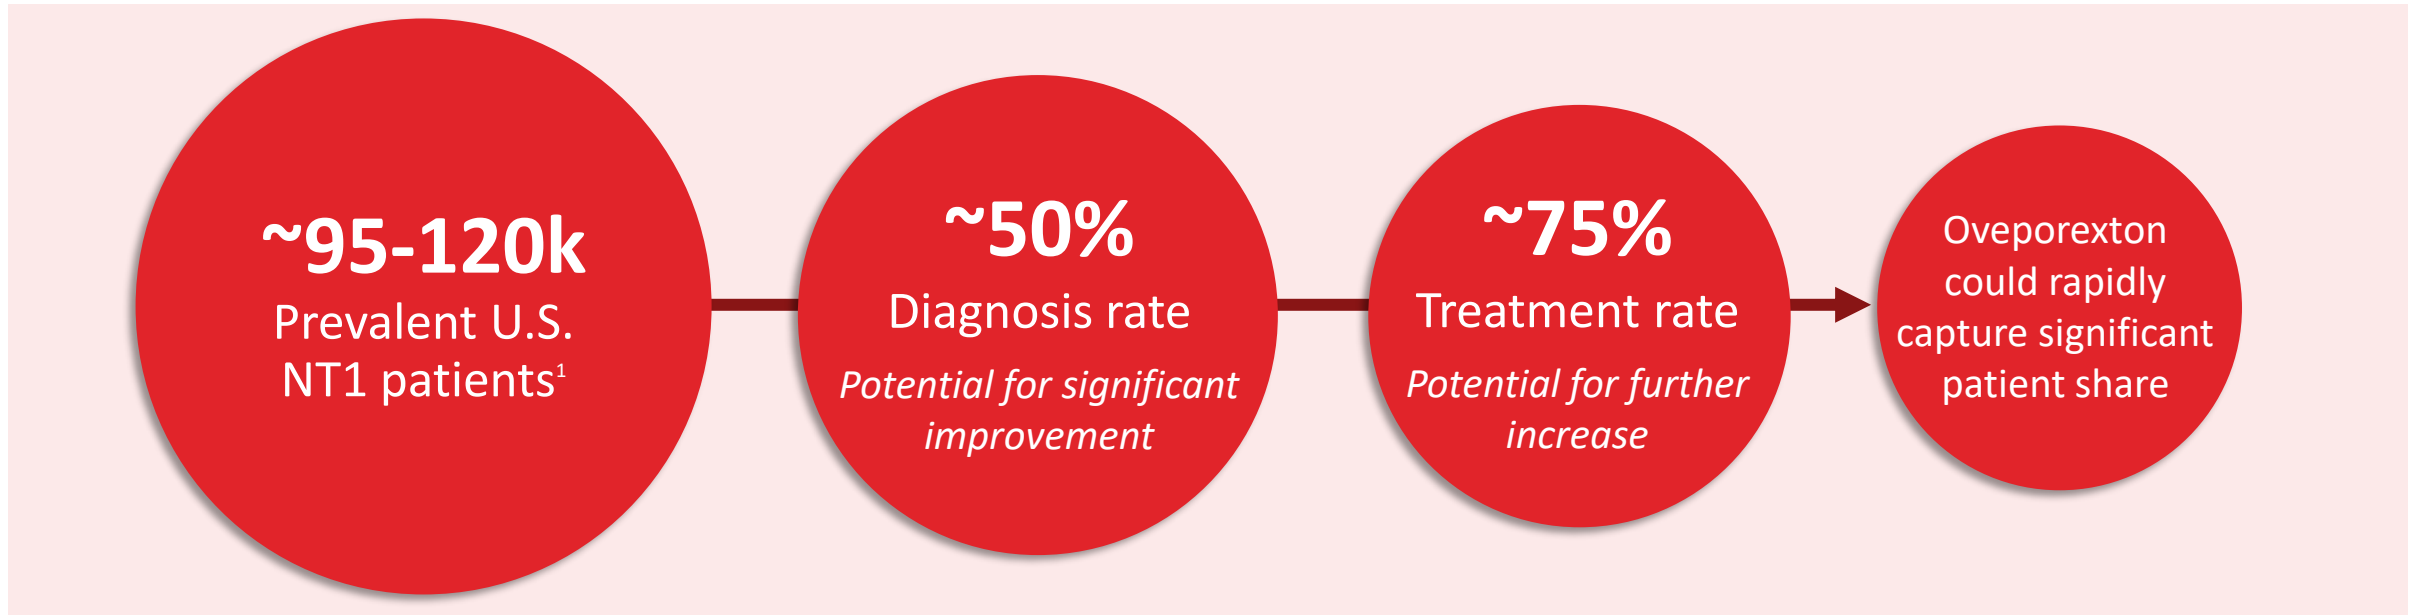 ~95-120k
Prevalent U.S.
NT1 patients¹
~50%
Diagnosis rate
Potential for significant
improvement
~75%
Treatment rate
Potential for further
increase
Oveporexton
could rapidly
capture significant
patient share